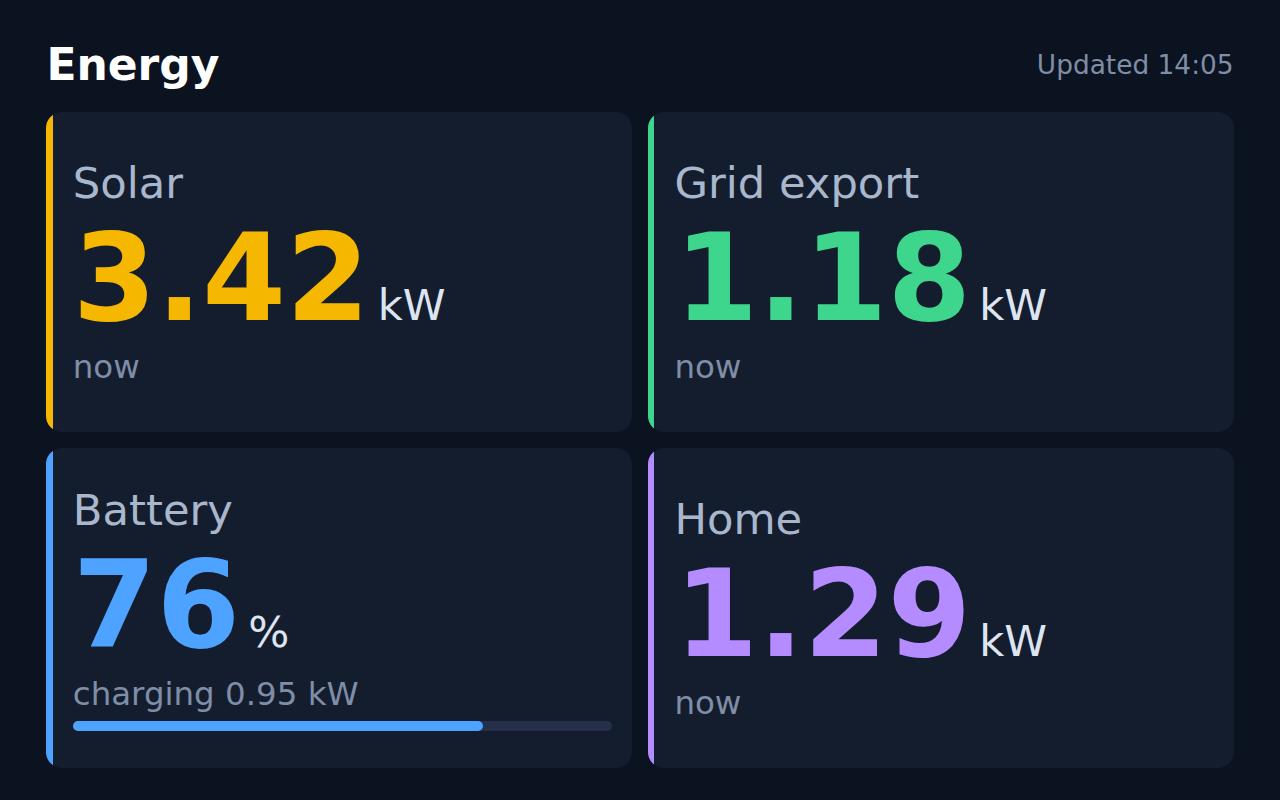 Energy
Updated 14:05
Solar
3.42 kW
now
Grid export
1.18 kW
now
Battery
76 %
charging 0.95 kW
Home
1.29 kW
now